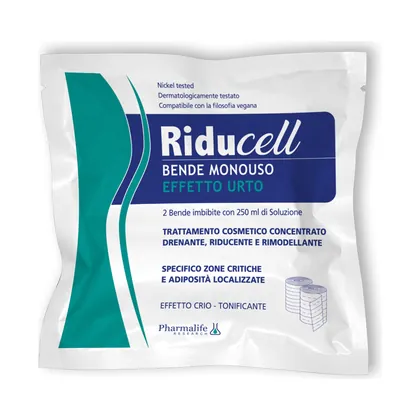 Nickel tested
Dermatologicamente testato
Compatibile con la filosofia vegana
Riducell
BENDE MONOUSO
EFFETTO URTO
2 Bende imbibite con 250 ml di Soluzione
TRATTAMENTO COSMETICO CONCENTRATO
DRENANTE, RIDUCENTE E RIMODELLANTE
SPECIFICO ZONE CRITICHE
E ADIPOSITÀ LOCALIZZATE
EFFETTO CRIO - TONIFICANTE
Pharmalife
RESEARCH